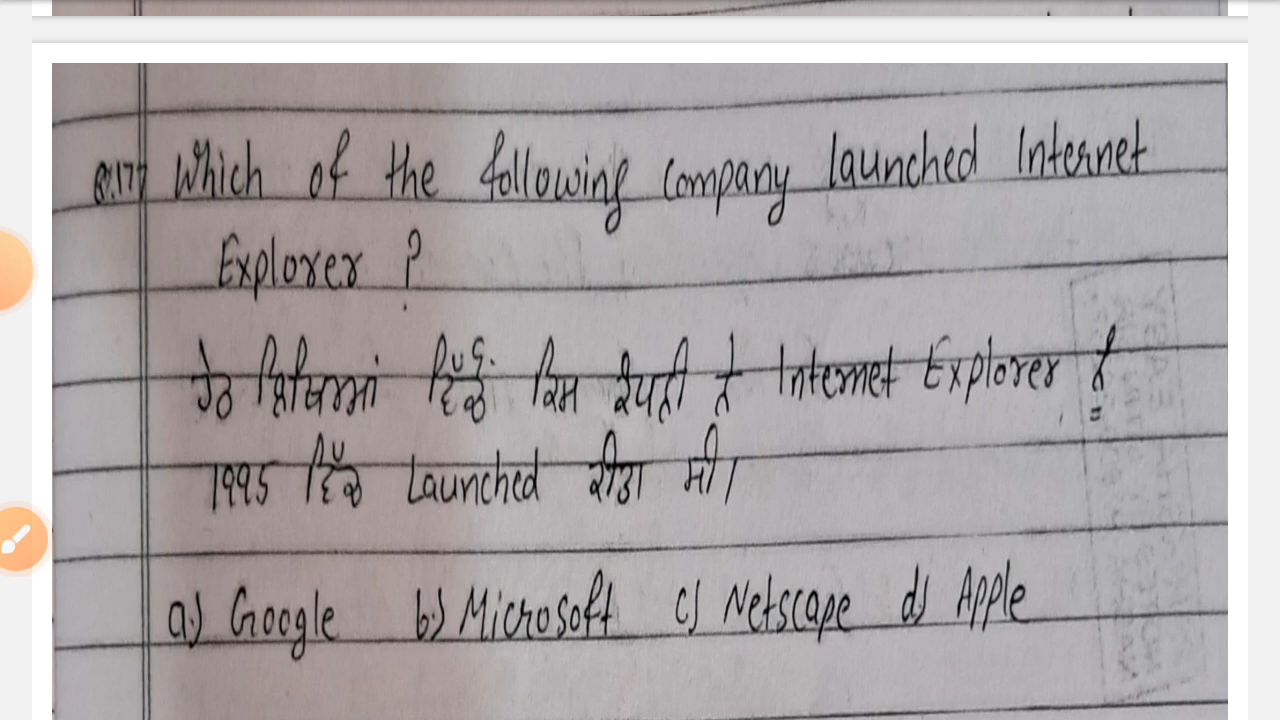 Q.17) Which of the following Company launched Internet
Explorer ?
ਹੇਠ ਲਿਖਿਆਂ ਵਿੱਚੋਂ ਕਿਸ ਕੰਪਨੀ ਨੇ Internet Explorer ਨੂੰ
1995 ਵਿੱਚ Launched ਕੀਤਾ ਸੀ।
a.) Google b.) Microsoft c) Netscape d) Apple